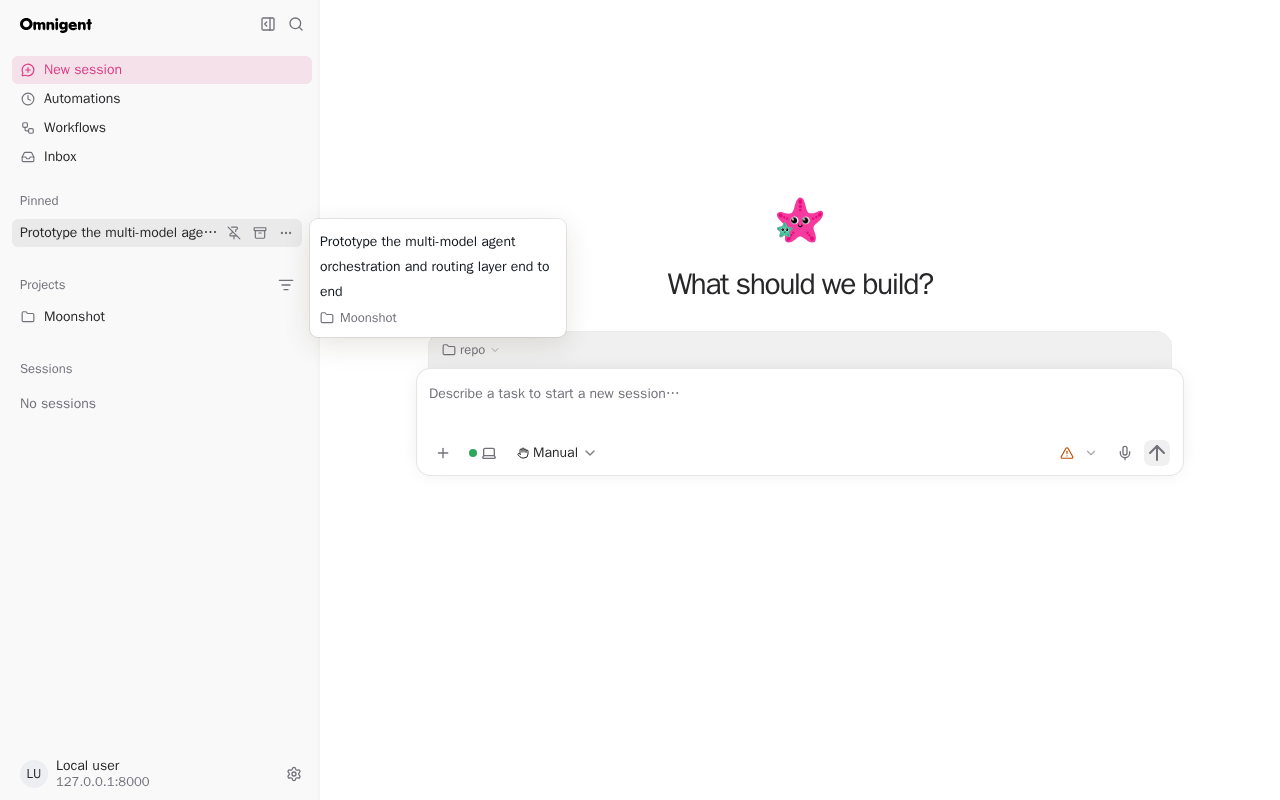 Omnigent
New session
Automations
Workflows
Inbox
Pinned
Prototype the multi-model age⋯
Projects
Moonshot
Sessions
No sessions
LU
Local user
127.0.0.1:8000
Prototype the multi-model agent
orchestration and routing layer end to
end
Moonshot
What should we build?
repo
Describe a task to start a new session⋯
Manual